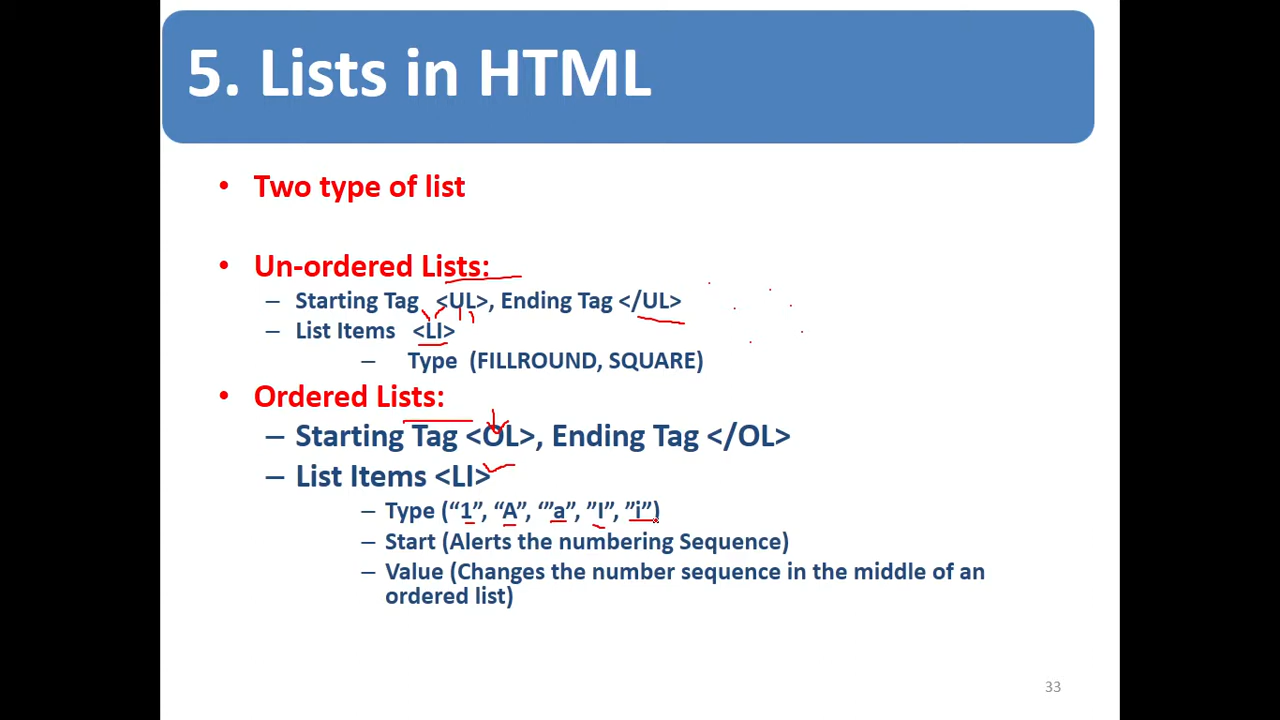 5. Lists in HTML
• Two type of list
• Un-ordered Lists:
– Starting Tag <UL>, Ending Tag </UL>
– List Items <LI>
– Type (FILLROUND, SQUARE)
• Ordered Lists:
– Starting Tag <OL>, Ending Tag </OL>
– List Items <LI>
– Type (“1”, “A”, ‘”a”, ”I”, ”i”)
– Start (Alerts the numbering Sequence)
– Value (Changes the number sequence in the middle of an
ordered list)
33